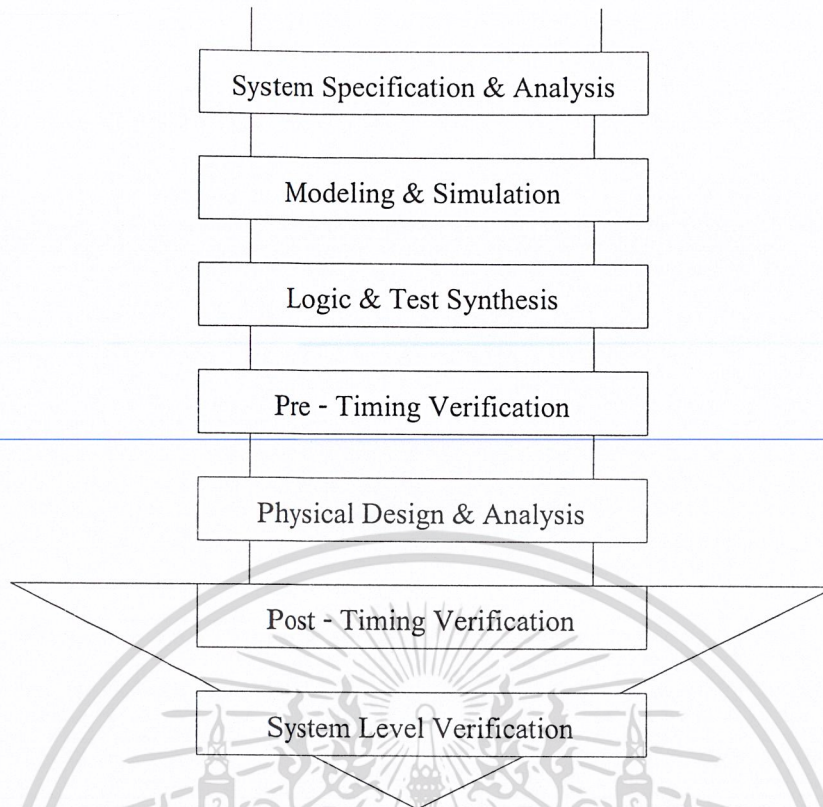 System Specification & Analysis
Modeling & Simulation
Logic & Test Synthesis
Pre - Timing Verification
Physical Design & Analysis
Post - Timing Verification
System Level Verification